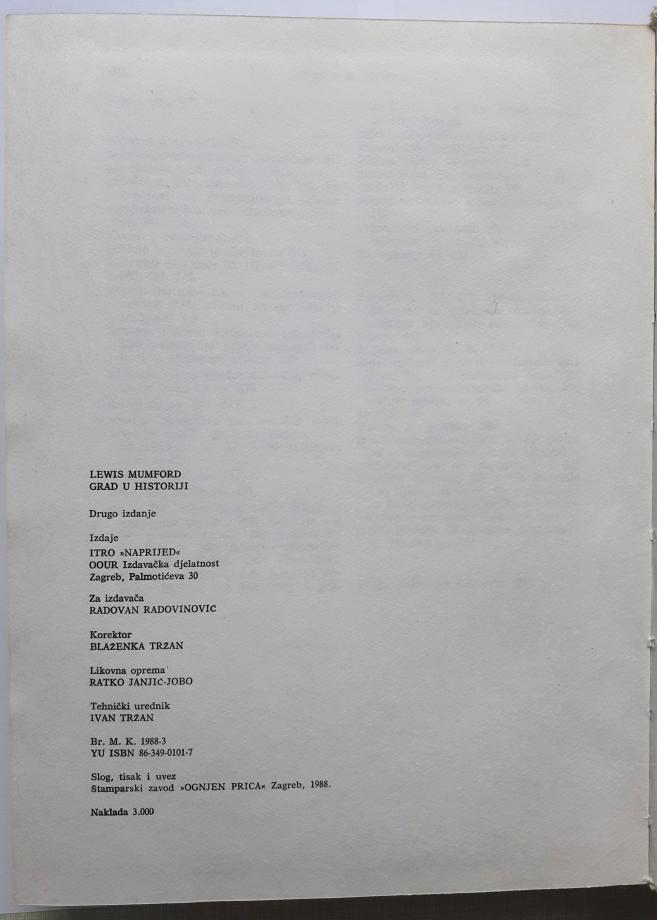 LEWIS MUMFORD
GRAD U HISTORIJI
Drugo izdanje
Izdaje
ITRO »NAPRIJED«
OOUR Izdavačka djelatnost
Zagreb, Palmotićeva 30
Za izdavača
RADOVAN RADOVINOVIĆ
Korektor
BLAŽENKA TRŽAN
Likovna oprema
RATKO JANJIĆ-JOBO
Tehnički urednik
IVAN TRŽAN
Br. M. K. 1988-3
YU ISBN 86-349-0101-7
Slog, tisak i uvez
Štamparski zavod »OGNJEN PRICA« Zagreb, 1988.
Naklada 3.000